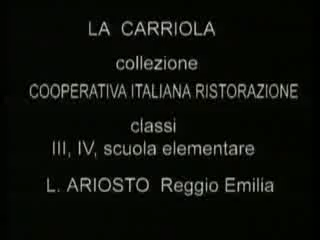 LA CARRIOLA
collezione
COOPERATIVA ITALIANA RISTORAZIONE
classi
III, IV, scuola elementare
L. ARIOSTO Reggio Emilia